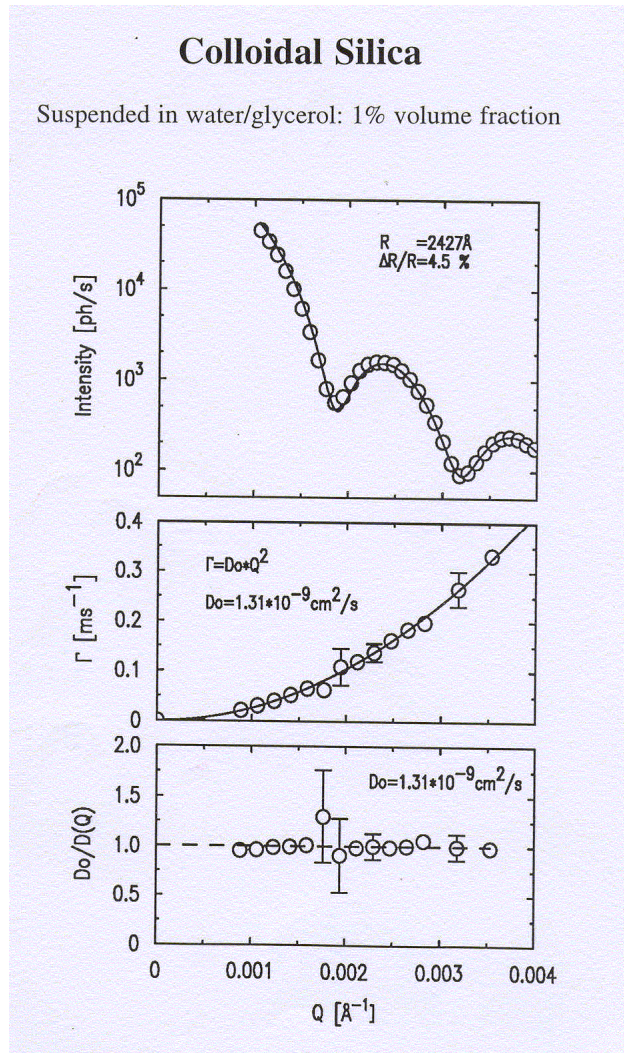 Colloidal Silica
Suspended in water/glycerol: 1% volume fraction
10⁵
10⁴
10³
10²
Intensity [ph/s]
R =2427Å
ΔR/R=4.5 %
0.4
0.3
0.2
0.1
0
Γ [ms⁻¹]
Γ=Do*Q²
Do=1.31*10⁻⁹cm²/s
2.0
1.5
1.0
0.5
0
Do/D(Q)
Do=1.31*10⁻⁹cm²/s
0 0.001 0.002 0.003 0.004
Q [Å⁻¹]